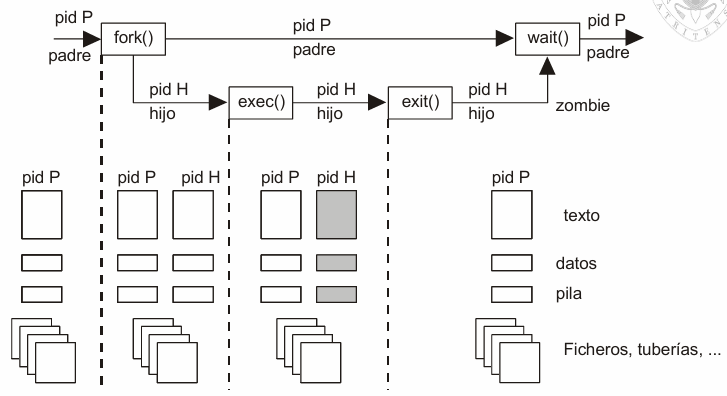 pid P
padre
fork()
pid P
padre
wait()
pid P
padre
pid H
hijo
exec()
pid H
hijo
exit()
pid H
hijo
zombie
pid P
pid P
pid H
pid P
pid H
pid P
texto
datos
pila
Ficheros, tuberías, ...